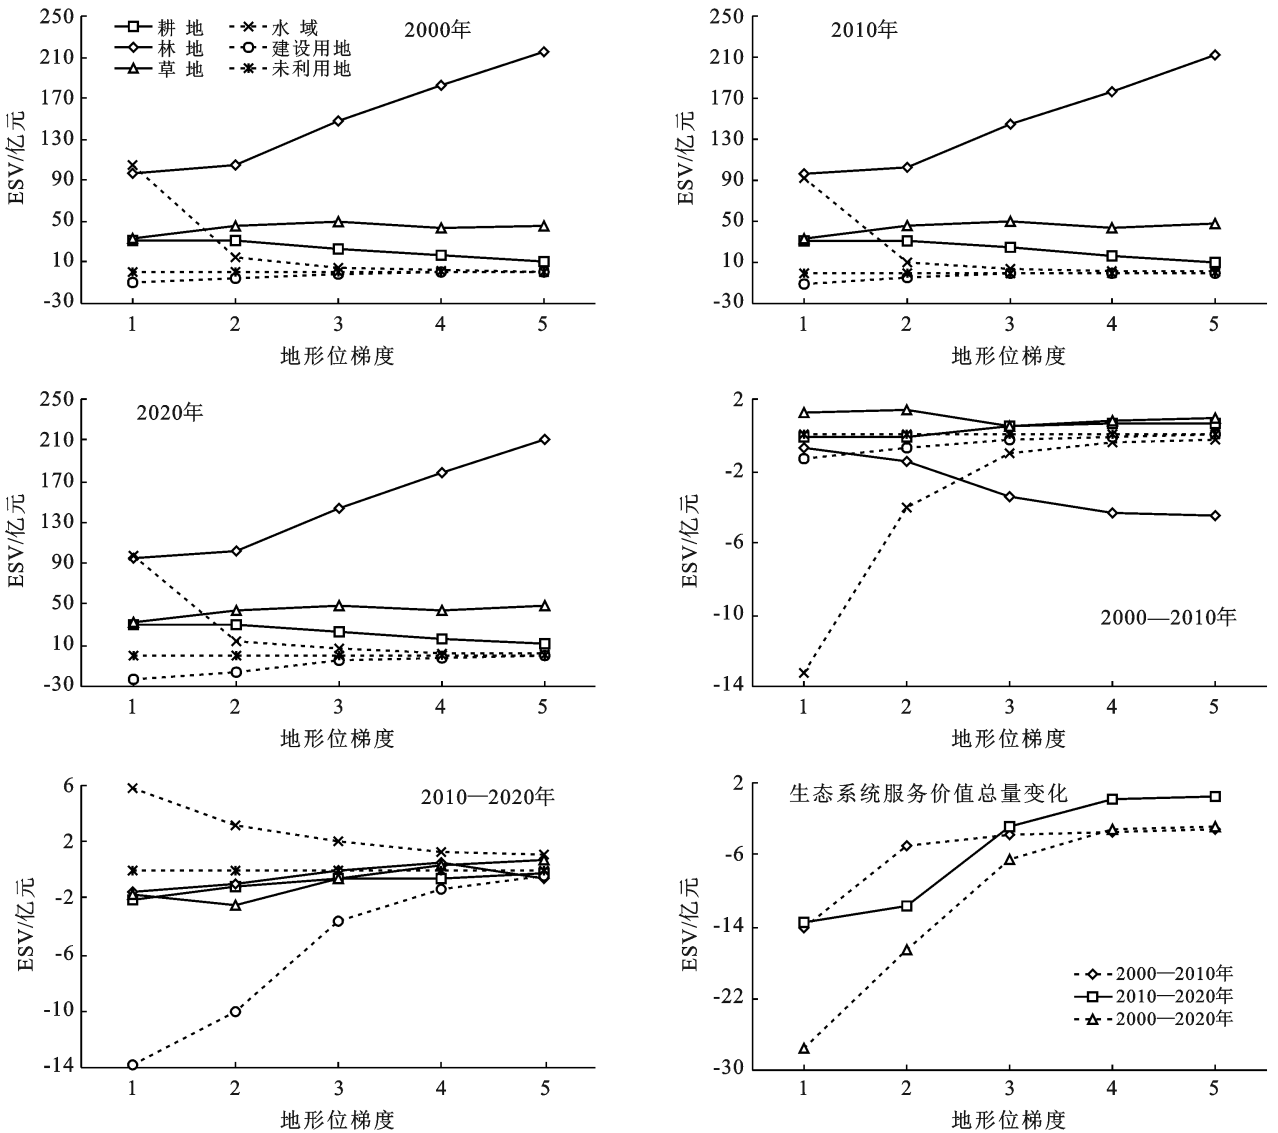 250
210
170
130
90
50
10
-30
ESV/亿元
耕 地
林 地
草 地
水 域
建设用地
未利用地
2000年
1 2 3 4 5
地形位梯度
250
210
170
130
90
50
10
-30
ESV/亿元
2010年
1 2 3 4 5
地形位梯度
250
210
170
130
90
50
10
-30
ESV/亿元
2020年
1 2 3 4 5
地形位梯度
2
-2
-6
-10
-14
ESV/亿元
2000—2010年
1 2 3 4 5
地形位梯度
6
2
-2
-6
-10
-14
ESV/亿元
2010—2020年
1 2 3 4 5
地形位梯度
2
-6
-14
-22
-30
ESV/亿元
生态系统服务价值总量变化
2000—2010年
2010—2020年
2000—2020年
1 2 3 4 5
地形位梯度